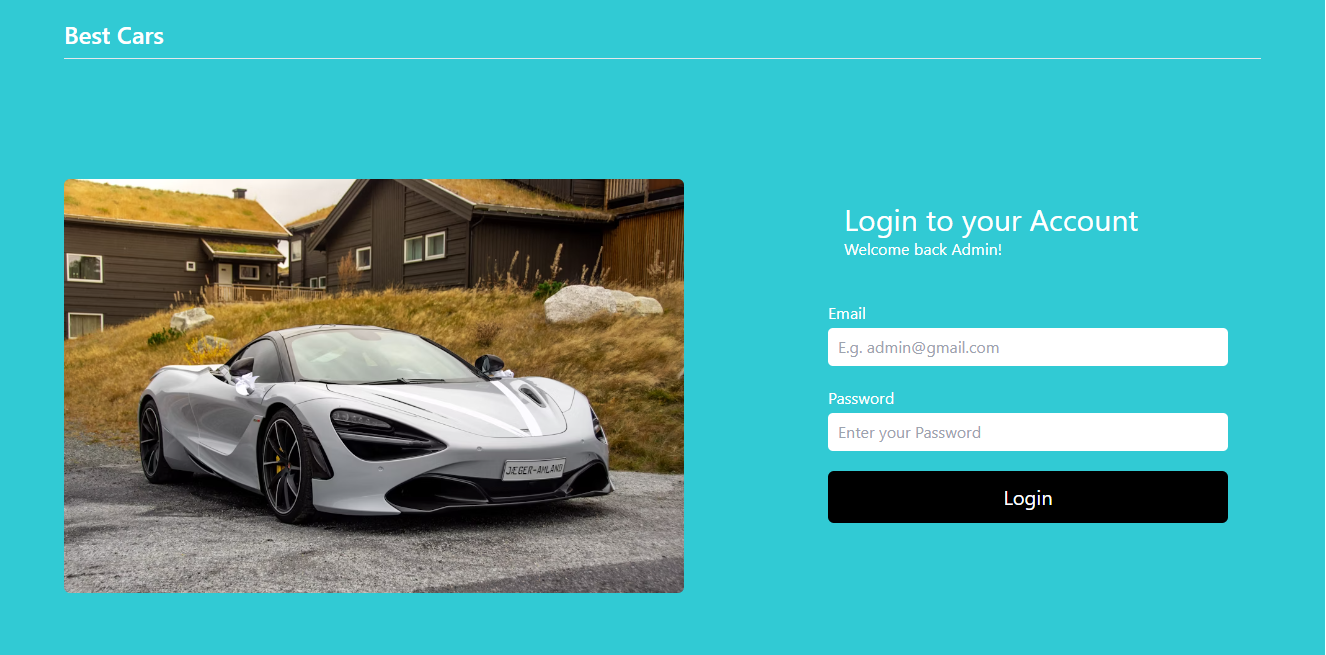 Best Cars
Login to your Account
Welcome back Admin!
Email
E.g. admin@gmail.com
Password
Enter your Password
Login
JÆGER-AMLAND